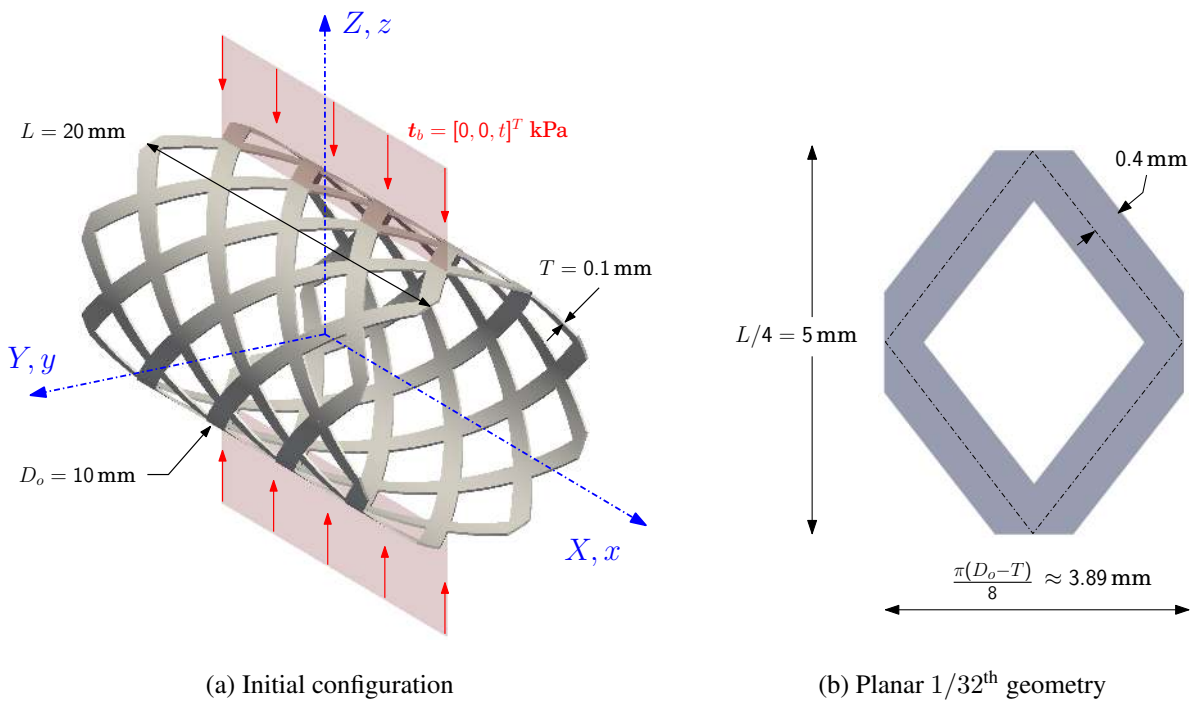 Z, z
L = 20 mm
t_b = [0, 0, t]^T kPa
T = 0.1 mm
Y, y
D_o = 10 mm
X, x
(a) Initial configuration
0.4 mm
L/4 = 5 mm
π(D_o−T)/8 ≈ 3.89 mm
(b) Planar 1/32^th geometry